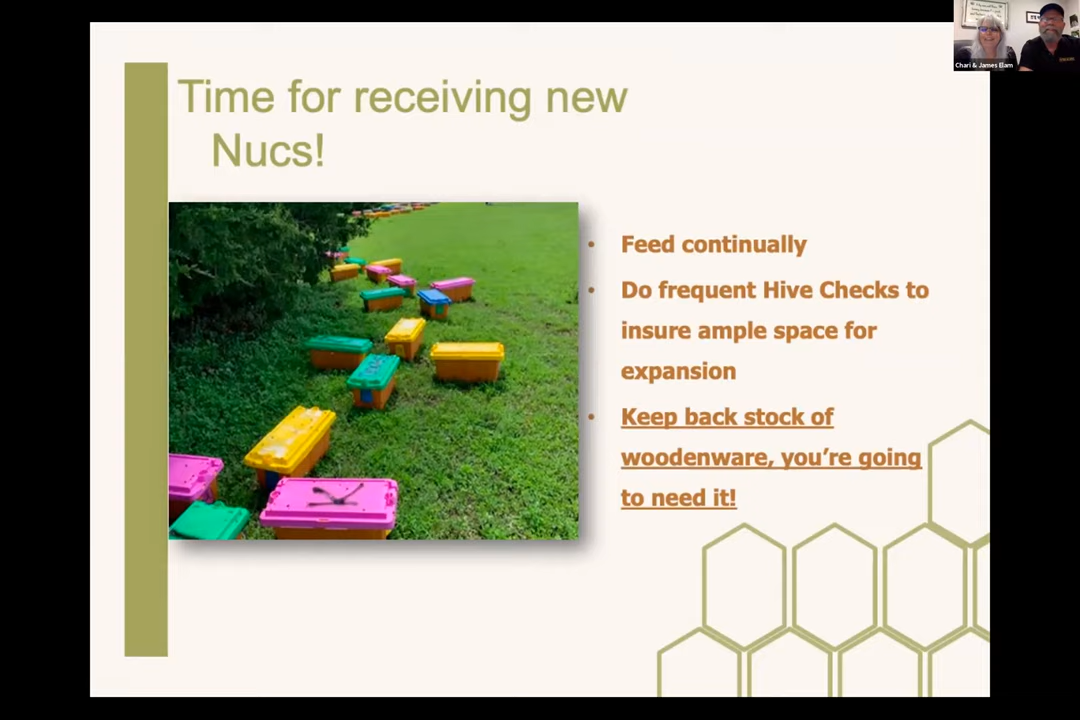 Time for receiving new
Nucs!
• Feed continually
• Do frequent Hive Checks to
insure ample space for
expansion
• Keep back stock of
woodenware, you’re going
to need it!
Chari & James Elam